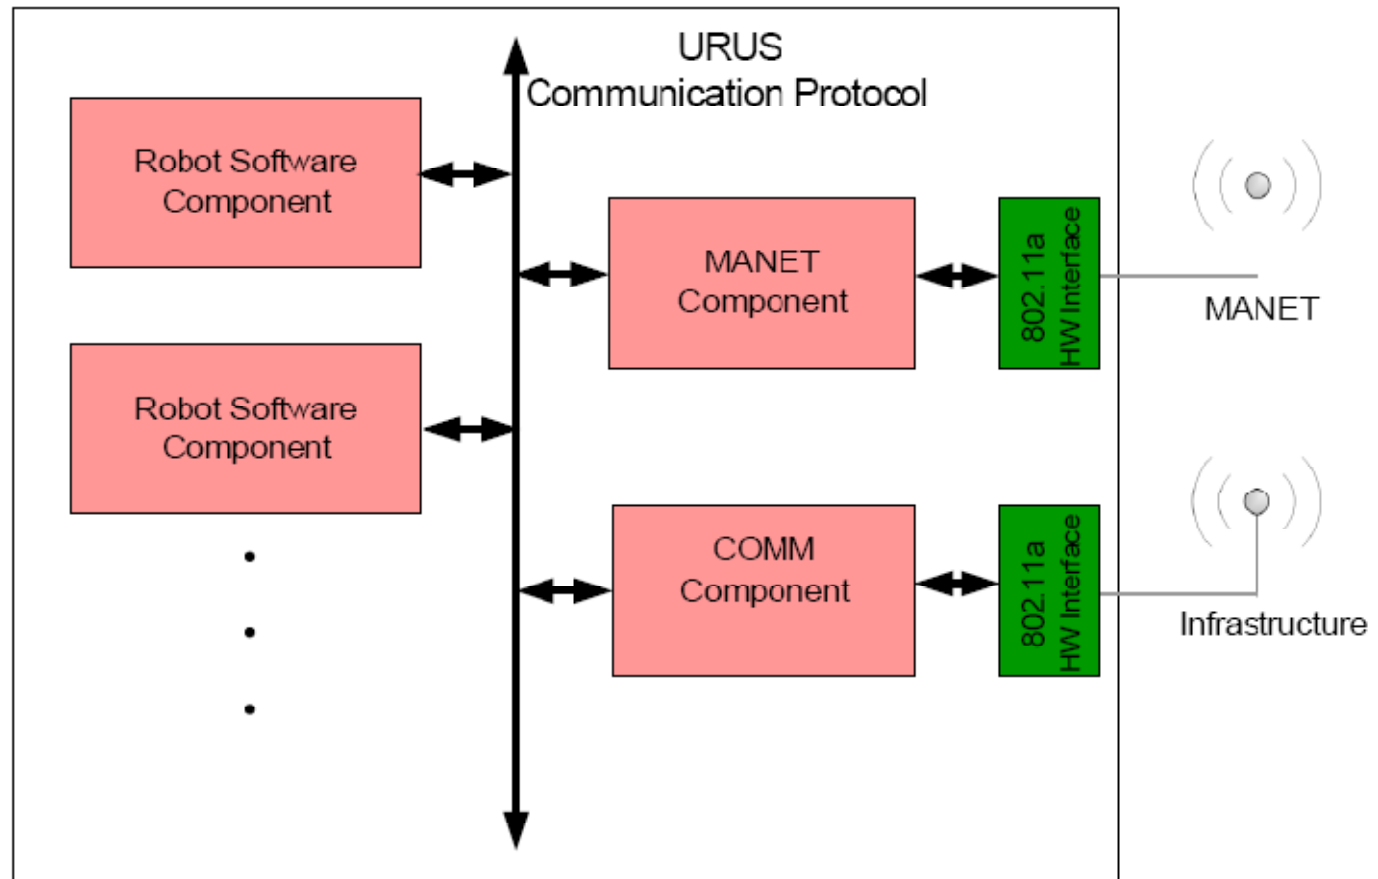 URUS
Communication Protocol
Robot Software
Component
MANET
Component
802.11a
HW Interface
MANET
Robot Software
Component
COMM
Component
802.11a
HW Interface
Infrastructure